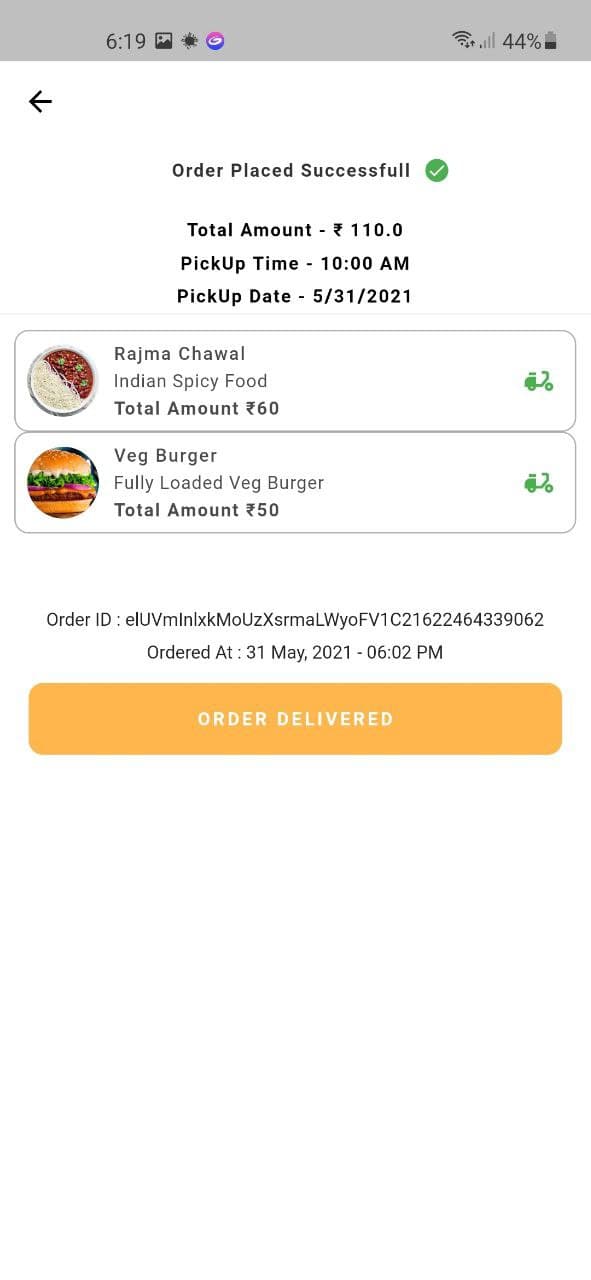 6:19 44%
Order Placed Successfull
Total Amount - ₹ 110.0
PickUp Time - 10:00 AM
PickUp Date - 5/31/2021
Rajma Chawal
Indian Spicy Food
Total Amount ₹60
Veg Burger
Fully Loaded Veg Burger
Total Amount ₹50
Order ID : elUVmInlxkMoUzXsrmaLWyoFV1C21622464339062
Ordered At : 31 May, 2021 - 06:02 PM
ORDER DELIVERED